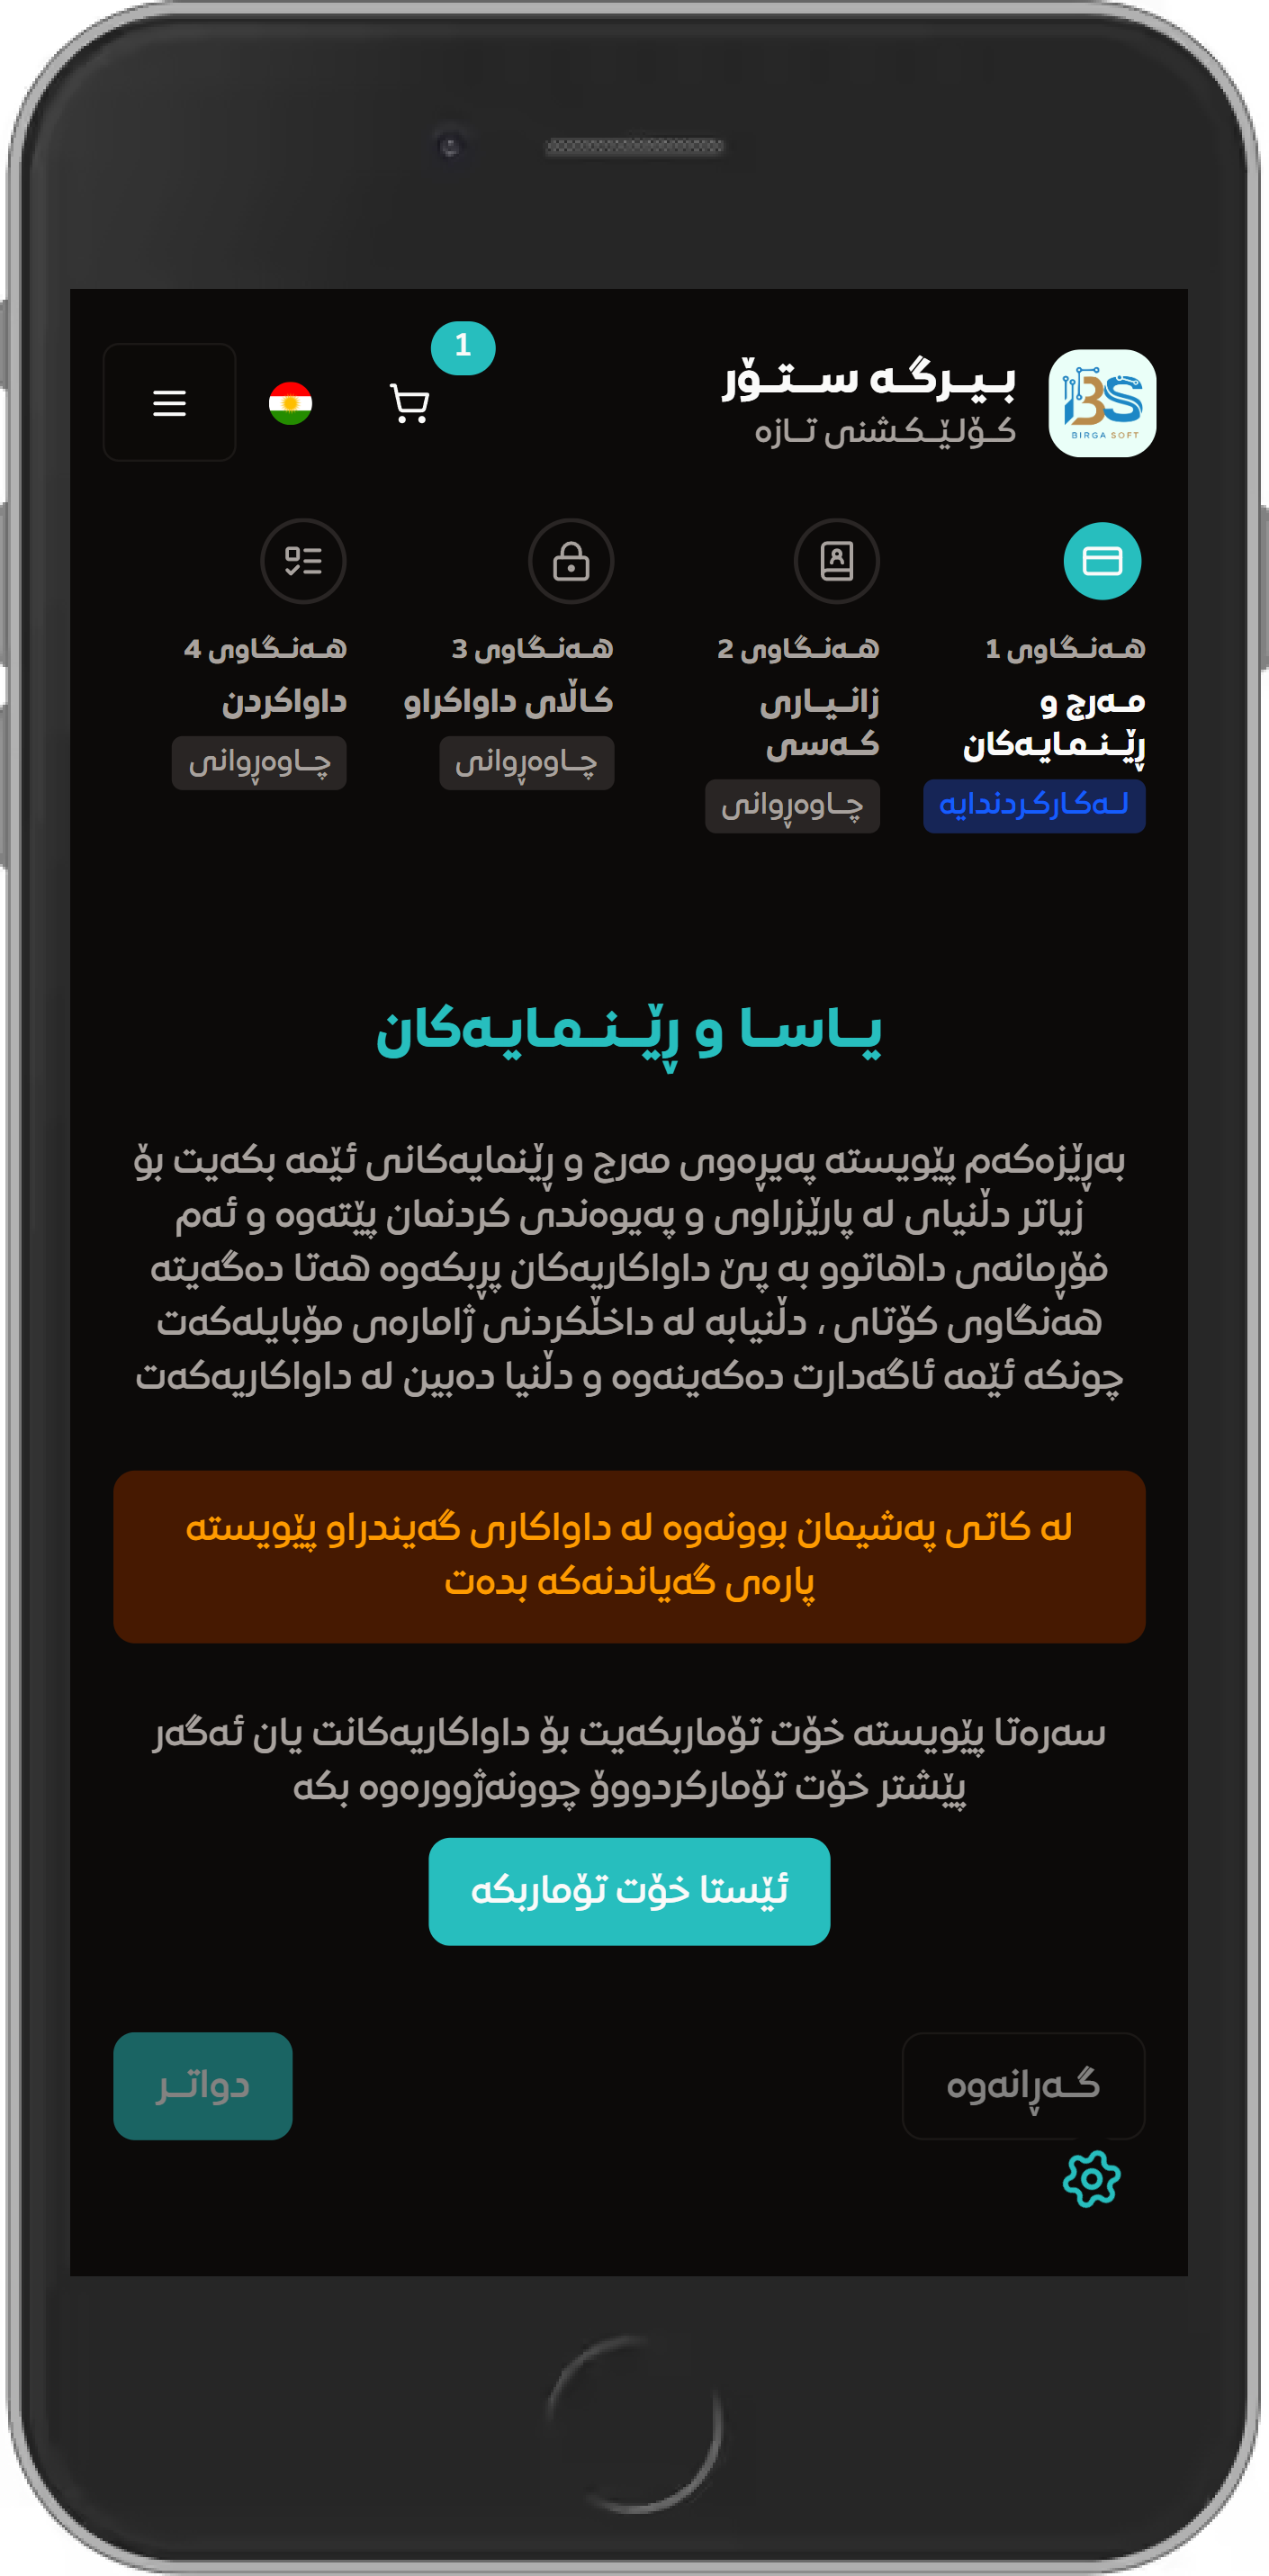 بیرگە ستۆر
کۆلێکشنی تازە
BS
BIRGA SOFT
1
هەنگاوی 1
مەرج و
ڕێنمایەکان
لەکارکردندایە
هەنگاوی 2
زانیاری
کەسی
چاوەڕوانی
هەنگاوی 3
کاڵای داواکراو
چاوەڕوانی
هەنگاوی 4
داواکردن
چاوەڕوانی
یاسا و ڕێنمایەکان
بەڕێزەکەم پێویستە پەیڕەوی مەرج و ڕێنمایەکانی ئێمە بکەیت بۆ
زیاتر دڵنیای لە پارێزراوی و پەیوەندی کردنمان پێتەوە و ئەم
فۆڕمانەی داهاتوو بە پێ داواکاریەکان پڕبکەوە هەتا دەگەیتە
هەنگاوی کۆتای ، دڵنیابە لە داخڵکردنی ژامارەی مۆبایلەکەت
چونکە ئێمە ئاگەدارت دەکەینەوە و دڵنیا دەبین لە داواکاریەکەت
لە کاتی پەشیمان بوونەوە لە داواکاری گەیندراو پێویستە
پارەی گەیاندنەکە بدەت
سەرەتا پێویستە خۆت تۆماربکەیت بۆ داواکاریەکانت یان ئەگەر
پێشتر خۆت تۆمارکردووۆ چوونەژوورەوە بکە
ئێستا خۆت تۆماربکە
گەڕانەوە
دواتر